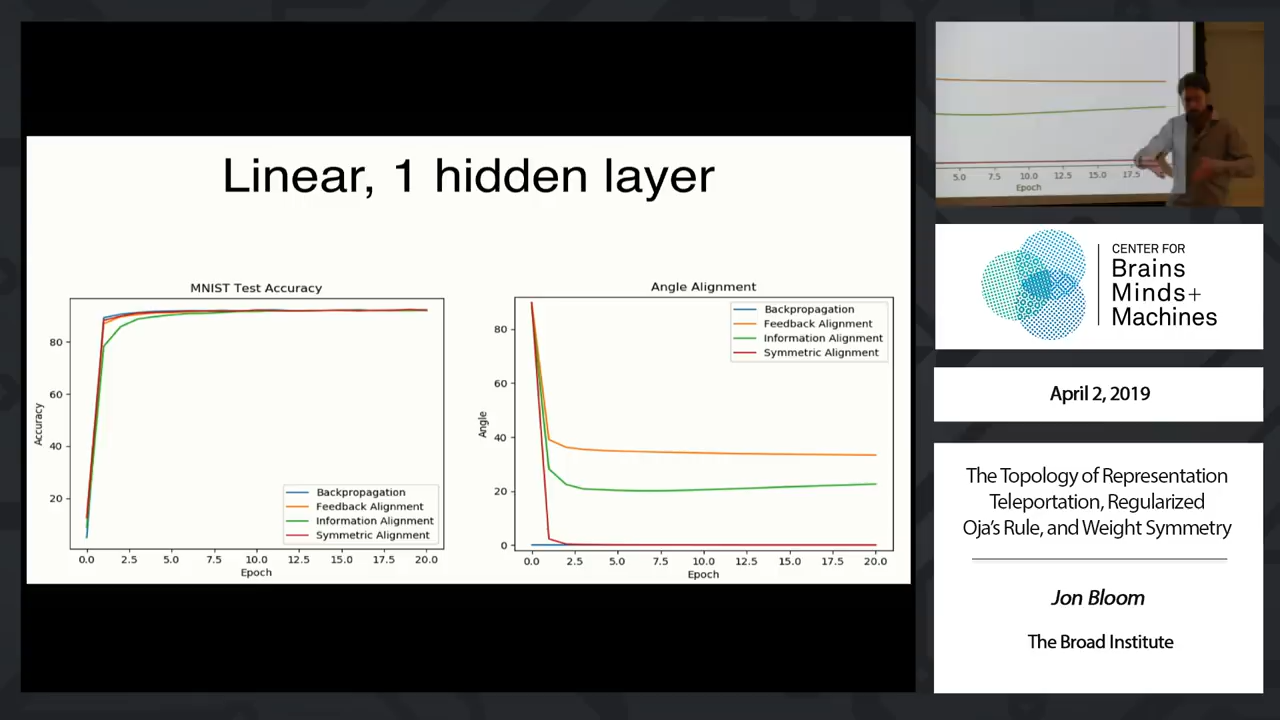 Linear, 1 hidden layer
MNIST Test Accuracy
Accuracy
80
60
40
20
0.0 2.5 5.0 7.5 10.0 12.5 15.0 17.5 20.0
Epoch
Backpropagation
Feedback Alignment
Information Alignment
Symmetric Alignment
Angle Alignment
Angle
80
60
40
20
0
0.0 2.5 5.0 7.5 10.0 12.5 15.0 17.5 20.0
Epoch
Backpropagation
Feedback Alignment
Information Alignment
Symmetric Alignment
5.0 7.5 10.0 12.5 15.0 17.5
Epoch
CENTER FOR
Brains
Minds+
Machines
April 2, 2019
The Topology of Representation
Teleportation, Regularized
Oja's Rule, and Weight Symmetry
Jon Bloom
The Broad Institute